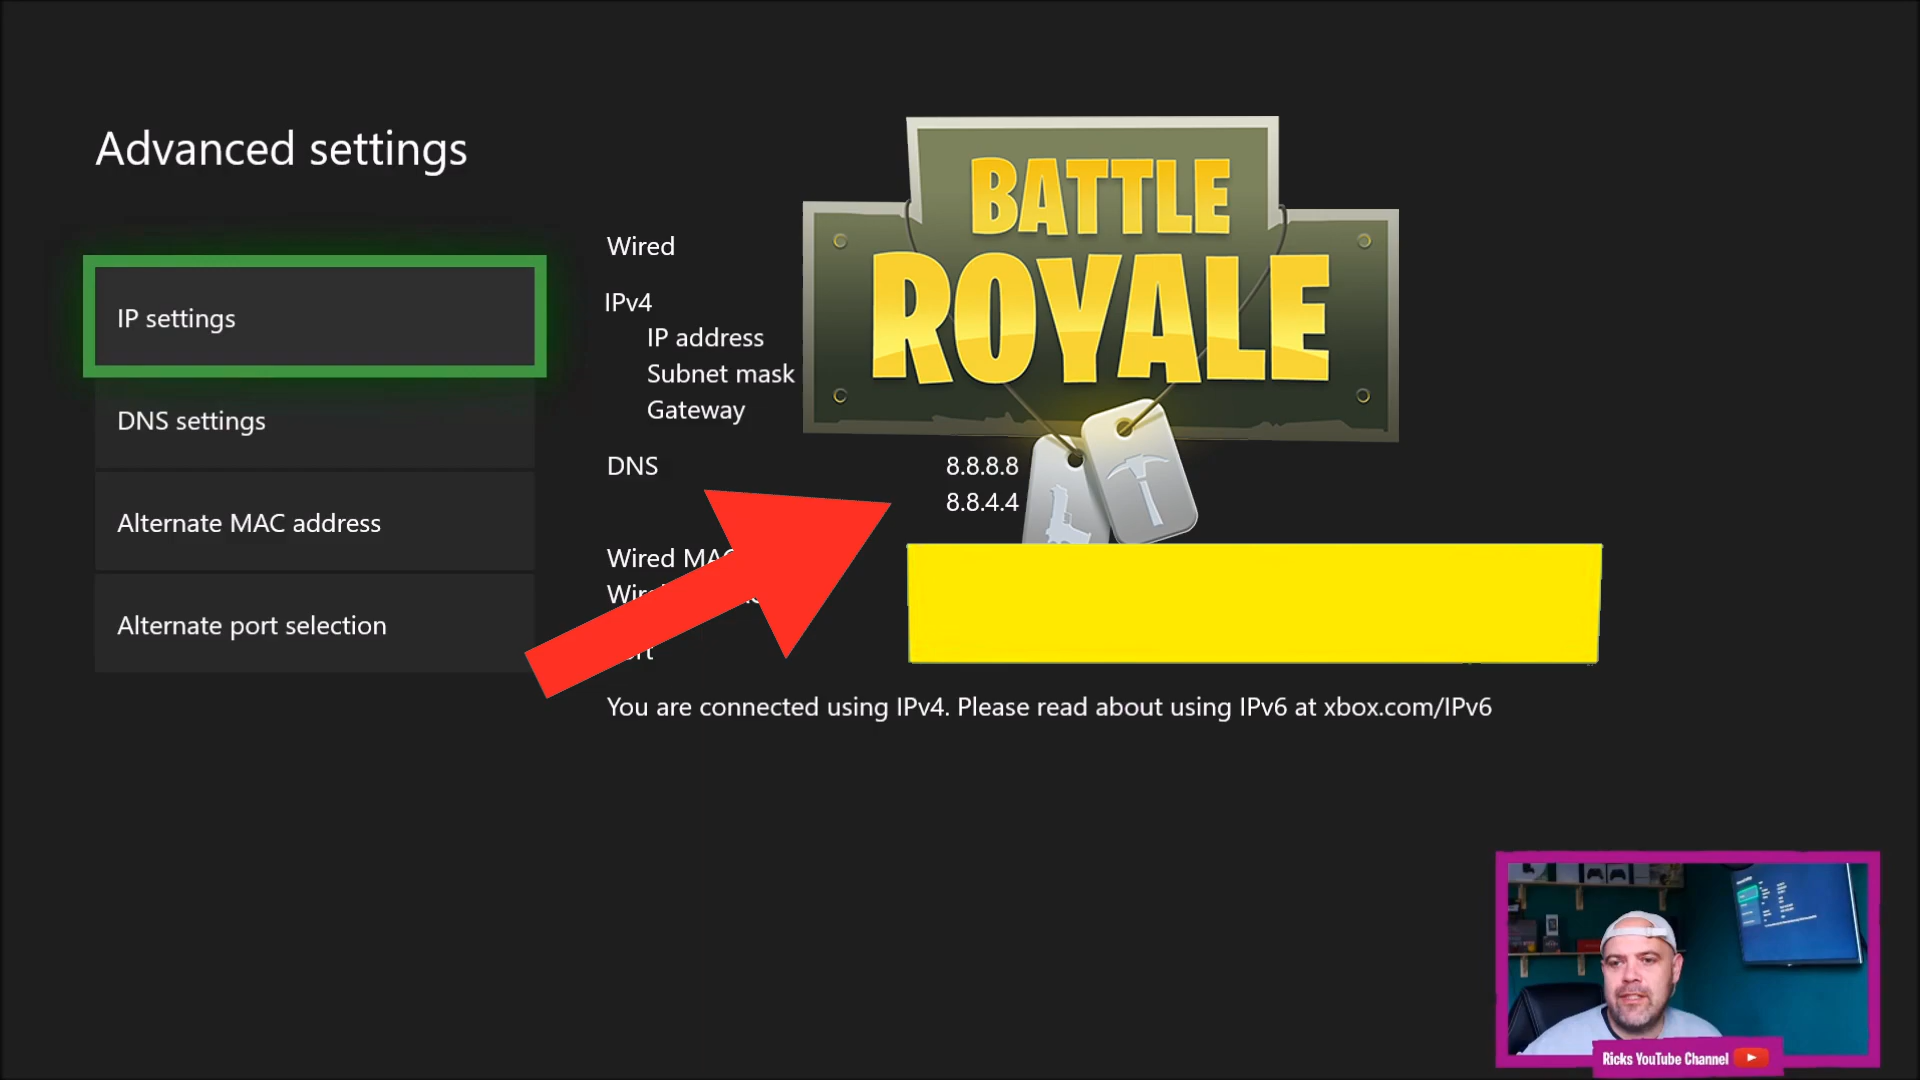 Advanced settings
IP settings
DNS settings
Alternate MAC address
Alternate port selection
Wired
IPv4
IP address
Subnet mask
Gateway
DNS
8.8.8.8
8.8.4.4
Wired
You are connected using IPv4. Please read about using IPv6 at xbox.com/IPv6
BATTLE
ROYALE
Ricks YouTube Channel